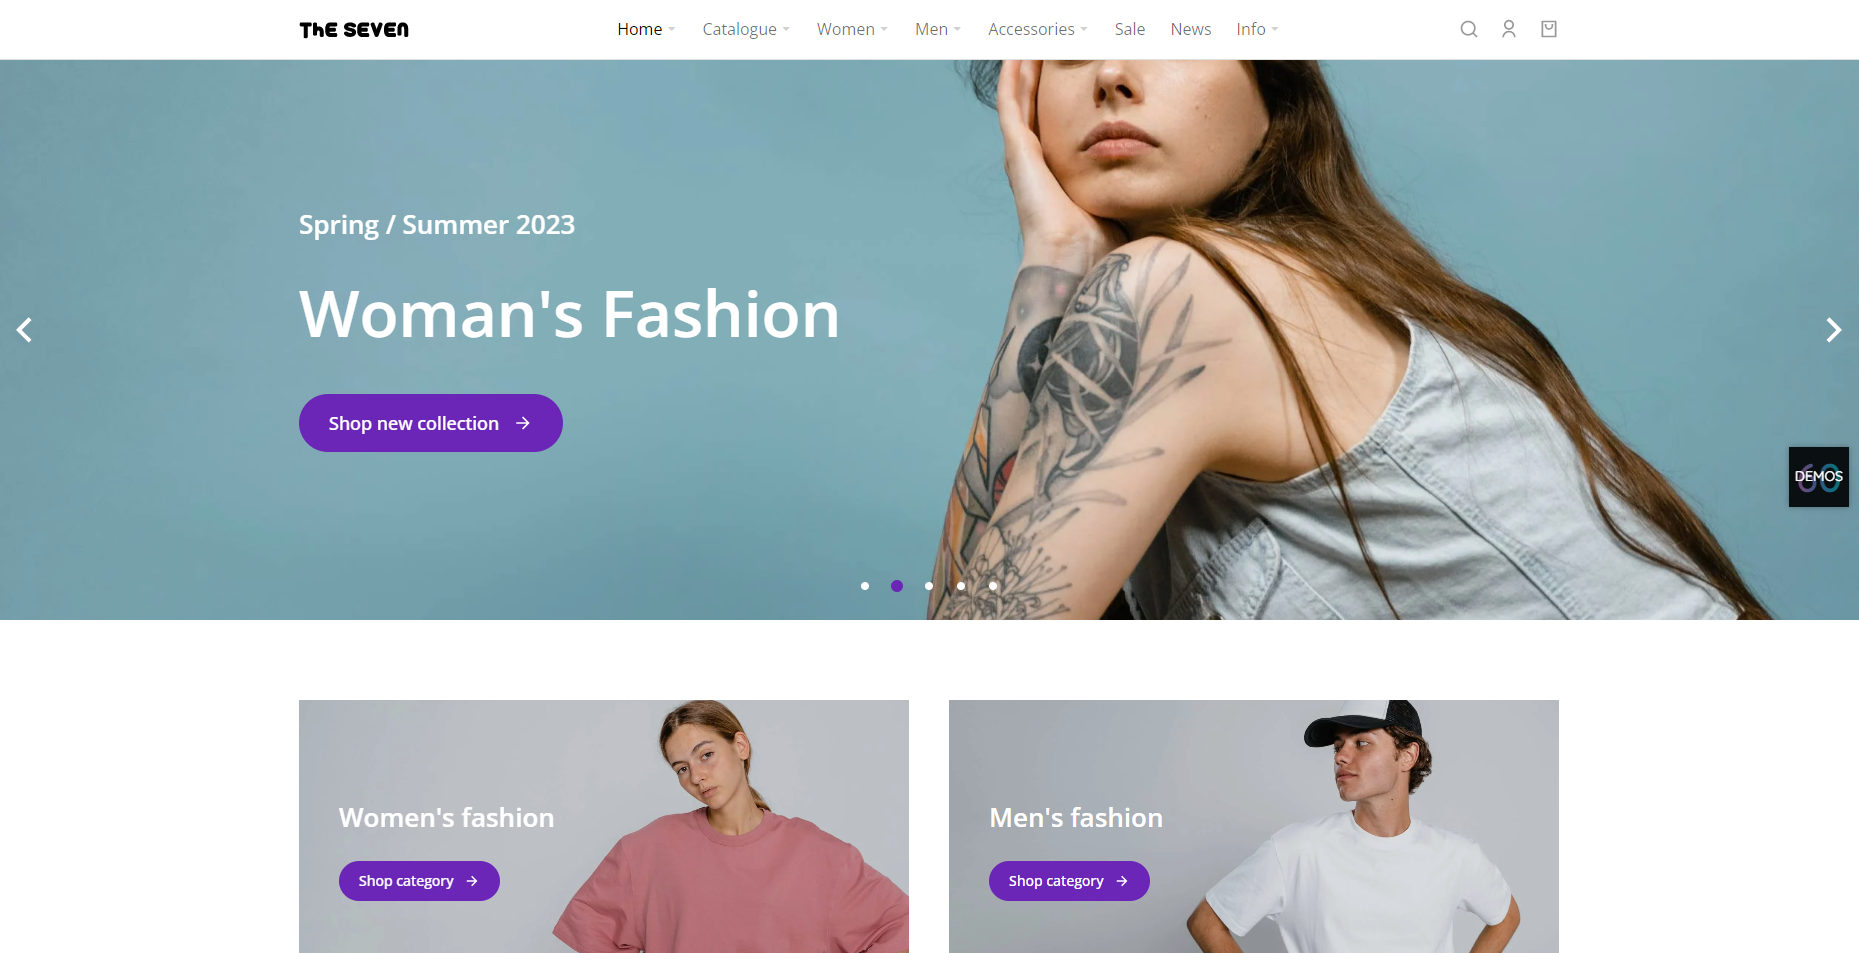 The SEVEN
Home Catalogue Women Men Accessories Sale News Info
Spring / Summer 2023
Woman's Fashion
Shop new collection
60
DEMOS
Women's fashion
Men's fashion
Shop category
Shop category